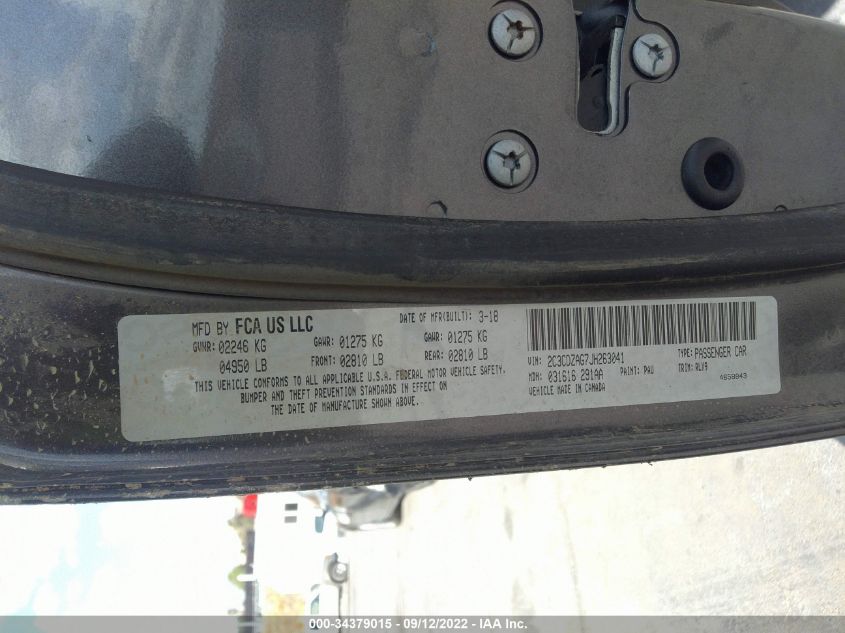 MFD BY FCA US LLC DATE OF MFR(BUILT): 3-18
GVWR: 02246 KG GAWR: 01275 KG GAWR: 01275 KG
04950 LB FRONT: 02810 LB REAR: 02810 LB
THIS VEHICLE CONFORMS TO ALL APPLICABLE U.S.A. FEDERAL MOTOR VEHICLE SAFETY,
BUMPER AND THEFT PREVENTION STANDARDS IN EFFECT ON
THE DATE OF MANUFACTURE SHOWN ABOVE.
VIN: 2C3CDZAG7JH263041 TYPE: PASSENGER CAR
MDH: 031616 291AA PAINT: PAU TRIM: RLX9
VEHICLE MADE IN CANADA 4658843
000-34379015 - 09/12/2022 - IAA Inc.